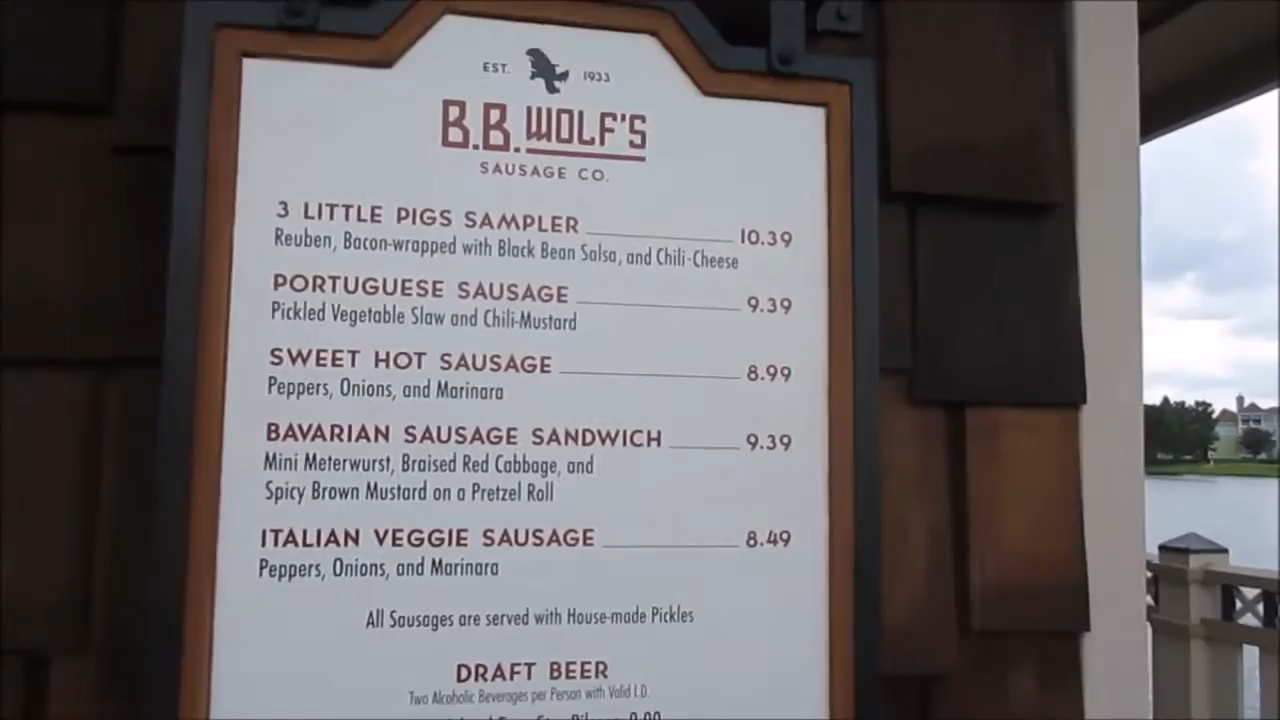 EST. 1933
B.B. WOLF'S
SAUSAGE CO.
3 LITTLE PIGS SAMPLER 10.39
Reuben, Bacon-wrapped with Black Bean Salsa, and Chili-Cheese
PORTUGUESE SAUSAGE 9.39
Pickled Vegetable Slaw and Chili-Mustard
SWEET HOT SAUSAGE 8.99
Peppers, Onions, and Marinara
BAVARIAN SAUSAGE SANDWICH 9.39
Mini Meterwurst, Braised Red Cabbage, and
Spicy Brown Mustard on a Pretzel Roll
ITALIAN VEGGIE SAUSAGE 8.49
Peppers, Onions, and Marinara
All Sausages are served with House-made Pickles
DRAFT BEER
Two Alcoholic Beverages per Person with Valid I.D.